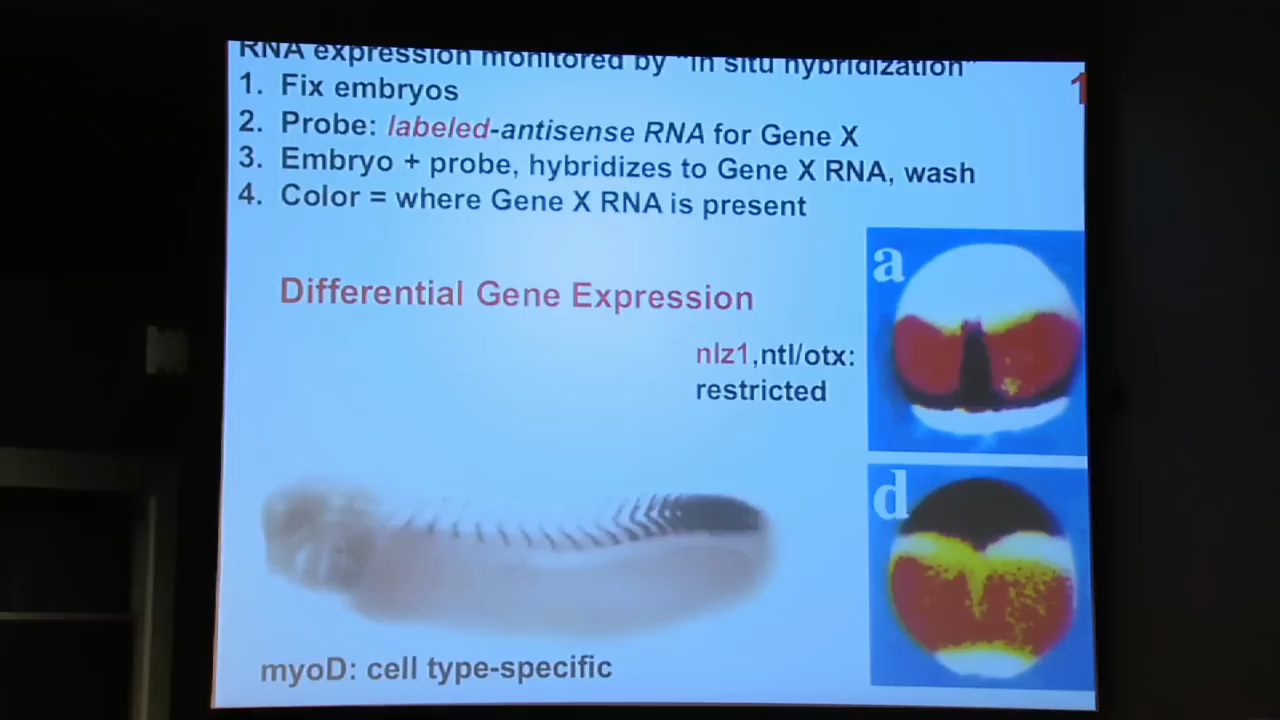 RNA expression monitored by "in situ hybridization"
1
1. Fix embryos
2. Probe: labeled-antisense RNA for Gene X
3. Embryo + probe, hybridizes to Gene X RNA, wash
4. Color = where Gene X RNA is present
a
Differential Gene Expression
nlz1,ntl/otx:
restricted
d
myoD: cell type-specific